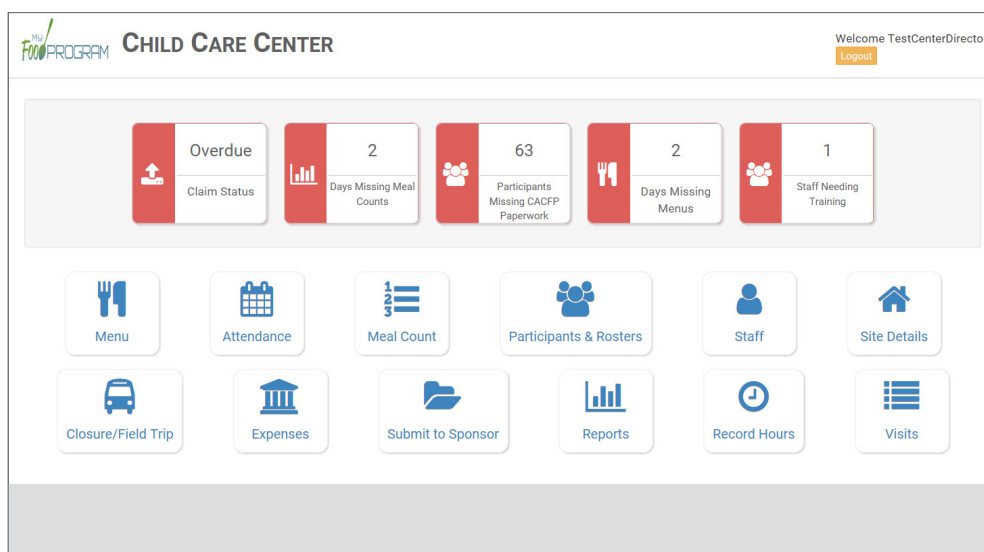 My
Food PROGRAM
CHILD CARE CENTER
Welcome TestCenterDirecto
Logout
Overdue
Claim Status
2
Days Missing Meal
Counts
63
Participants
Missing CACFP
Paperwork
2
Days Missing
Menus
1
Staff Needing
Training
1
2
3
Menu
Attendance
Meal Count
Participants & Rosters
Staff
Site Details
Closure/Field Trip
Expenses
Submit to Sponsor
Reports
Record Hours
Visits